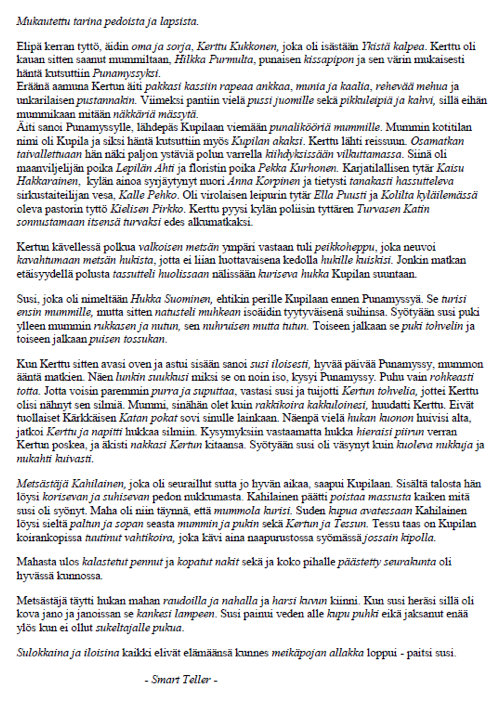 Mukautettu tarina pedoista ja lapsista.
Elipä kerran tyttö, äidin oma ja sorja, Kerttu Kukkonen, joka oli isästään Ykistä kalpea. Kerttu oli
kauan sitten saanut mummiltaan, Hilkka Purmulta, punaisen kissapipon ja sen värin mukaisesti
häntä kutsuttiin Punamyssyksi.
Eräänä aamuna Kertun äiti pakkasi kassiin rapeaa ankkaa, munia ja kaalia, rehevää mehua ja
unkarilaisen pustannakin. Viimeksi pantiin vielä pussi juomille sekä pikkuleipiä ja kahvi, sillä eihän
mummikaan mitään näkkäriä mässytä.
Äiti sanoi Punamyssylle, lähdepäs Kupilaan viemään punalikööriä mummille. Mummin kotitilan
nimi oli Kupila ja siksi häntä kutsuttiin myös Kupilan akaksi. Kerttu lähti reissuun. Osamatkan
taivallettuaan hän näki paljon ystäviä polun varrella kiihdyksissään vilkuttamassa. Siinä oli
maanviljelijän poika Lepilän Ahti ja floristin poika Pekka Kurhonen. Karjatilallisen tytär Kaisu
Hakkarainen, kylän ainoa syrjäytynyt nuori Anna Korpinen ja tietysti tanakasti hassutteleva
sirkustaiteilijan vesa, Kalle Pehko. Oli virolaisen leipurin tytär Ella Puusti ja Kolilta kyläilemässä
oleva pastorin tyttö Kielisen Pirkko. Kerttu pyysi kylän poliisin tyttären Turvasen Katin
sonnustamaan itsensä turvaksi edes alkumatkaksi.
Kertun kävellessä polkua valkoisen metsän ympäri vastaan tuli peikkoheppu, joka neuvoi
kavahtumaan metsän hukista, jotta ei liian luottavaisena kedolla hukille kuiskisi. Jonkin matkan
etäisyydellä polusta tassutteli huolissaan nälissään kuriseva hukka Kupilan suuntaan.
Susi, joka oli nimeltään Hukka Suominen, ehtikin perille Kupilaan ennen Punamyssyä. Se turisi
ensin mummille, mutta sitten natusteli muhkean isoäidin tyytyväisenä suihinsa. Syötyään susi puki
ylleen mummin rukkasen ja nutun, sen nuhruisen mutta tutun. Toiseen jalkaan se puki tohvelin ja
toiseen jalkaan puisen tossukan.
Kun Kerttu sitten avasi oven ja astui sisään sanoi susi iloisesti, hyvää päivää Punamyssy, mummon
ääntä matkien. Näen lunkin suukkusi miksi se on noin iso, kysyi Punamyssy. Puhu vain rohkeasti
totta. Jotta voisin paremmin purra ja suputtaa, vastasi susi ja tuijotti Kertun tohvelia, jottei Kerttu
olisi nähnyt sen silmiä. Mummi, sinähän olet kuin rakkikoira kakkuloinesi, huudatti Kerttu. Eivät
tuollaiset Kärkkäisen Katan pokat sovi sinulle lainkaan. Näenpä vielä hukan kuonon huivisi alta,
jatkoi Kerttu ja napitti hukkaa silmiin. Kysymyksiin vastaamatta hukka hieraisi piirun verran
Kertun poskea, ja äkisti nakkasi Kertun kitaansa. Syötyään susi oli väsynyt kuin kuoleva nukkuja ja
nukahti kuivasti.
Metsästäjä Kahilainen, joka oli seuraillut sutta jo hyvän aikaa, saapui Kupilaan. Sisältä talosta hän
löysi korisevan ja suhisevan pedon nukkumasta. Kahilainen päätti poistaa massusta kaiken mitä
susi oli syönyt. Maha oli niin täynnä, että mummola kurisi. Suden kupua avatessaan Kahilainen
löysi sieltä paltun ja sopan seasta mummin ja pukin sekä Kertun ja Tessun. Tessu taas on Kupilan
koirankopissa tuutinut vahtikoira, joka kävi aina naapurustossa syömässä jossain kipolla.
Mahasta ulos kalastetut pennut ja kopatut nakit sekä ja koko pihalle päästetty seurakunta oli
hyvässä kunnossa.
Metsästäjä täytti hukan mahan raudoilla ja nahalla ja harsi kuvun kiinni. Kun susi heräsi sillä oli
kova jano ja janoissan se kankesi lampeen. Susi painui veden alle kupu puhki eikä jaksanut enää
ylös kun ei ollut sukeltajalle pukua.
Sulokkaina ja iloisina kaikki elivät elämäänsä kunnes meikäpojan allakka loppui - paitsi susi.
- Smart Teller -